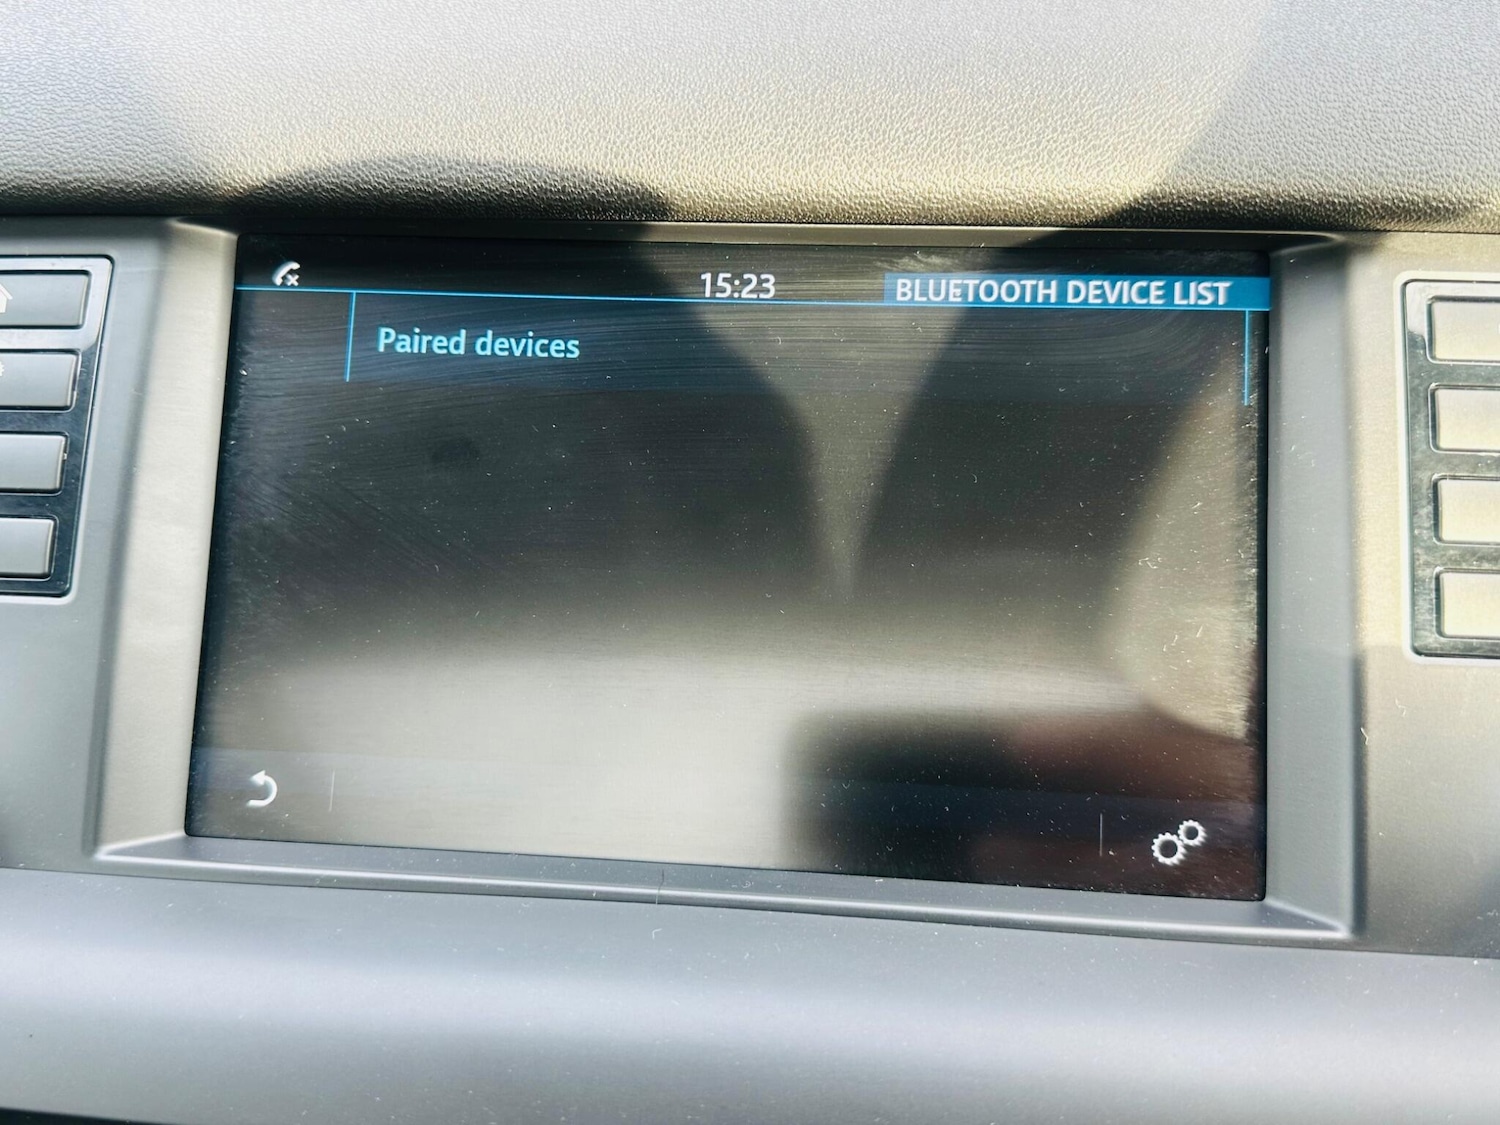 15:23
BLUETOOTH DEVICE LIST
Paired devices